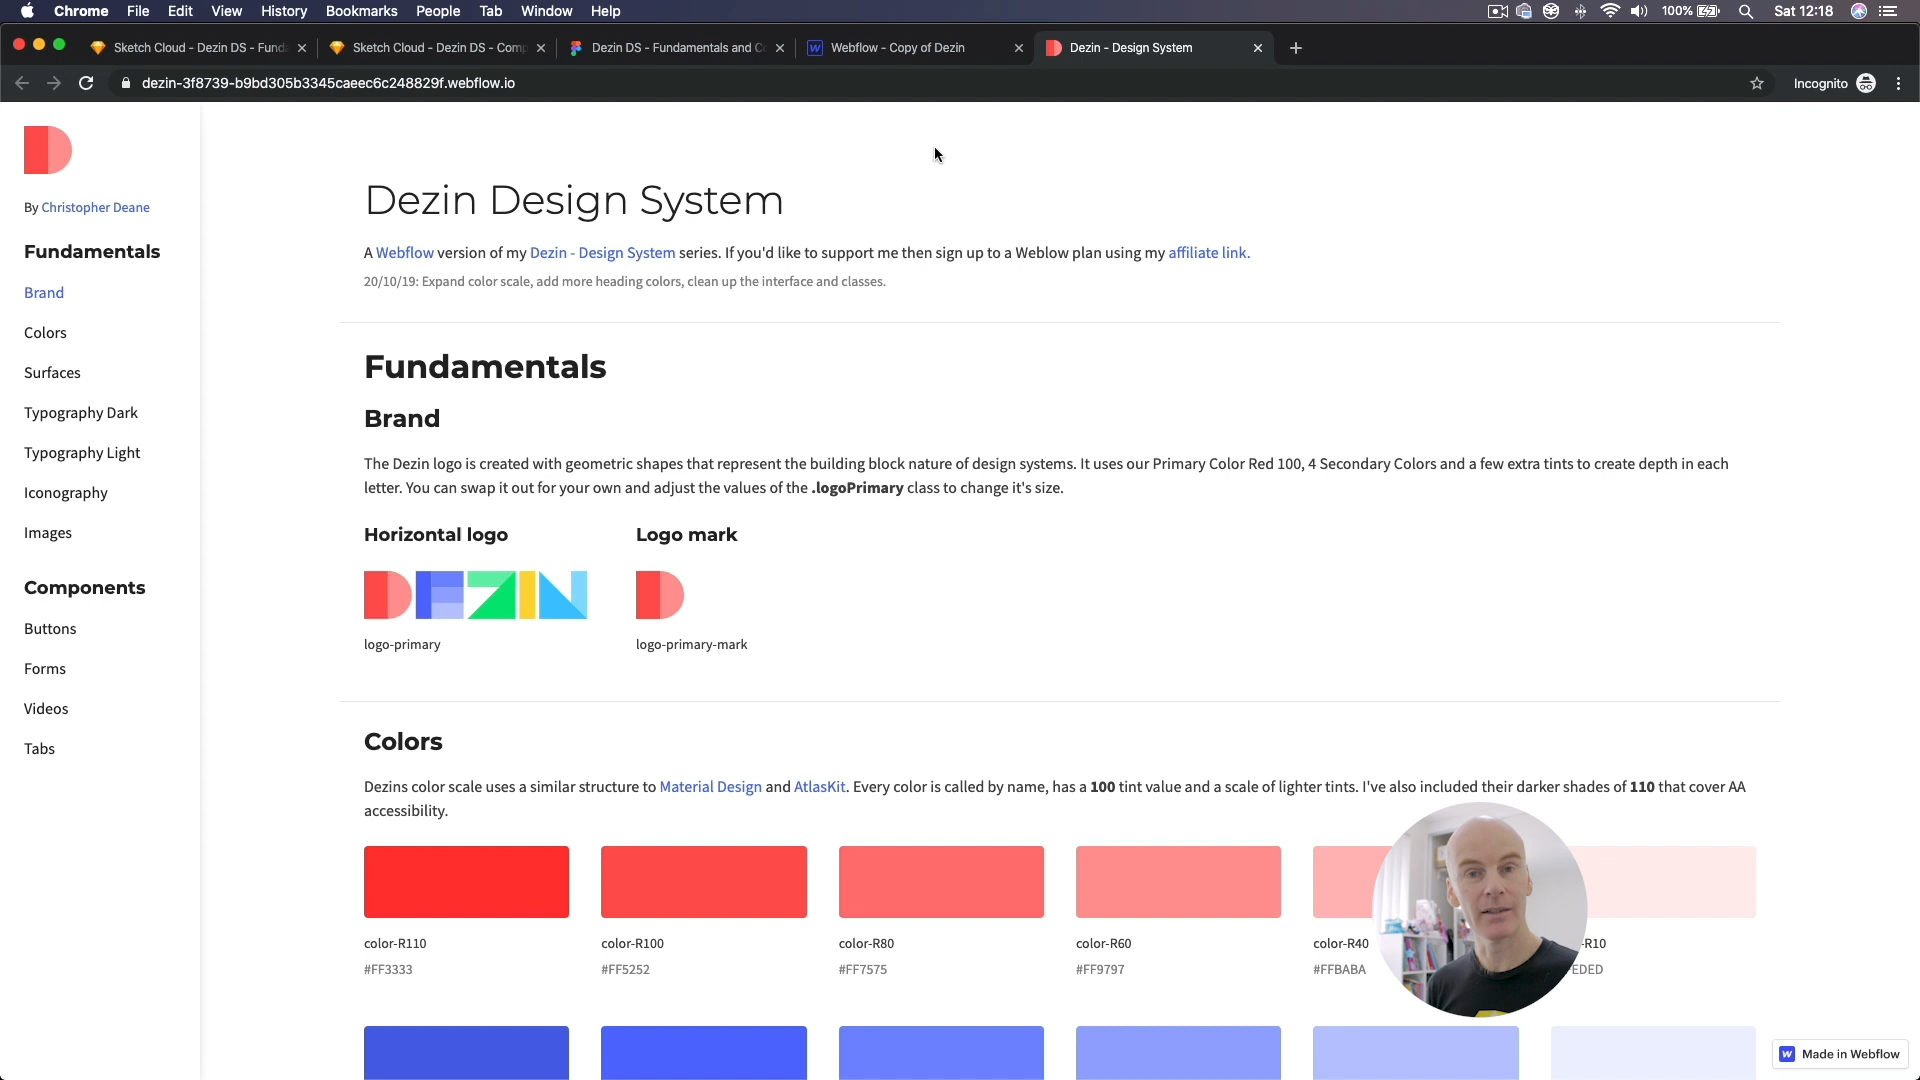 Chrome File Edit View History Bookmarks People Tab Window Help 100% Sat 12:18
Sketch Cloud - Dezin DS - Fund Sketch Cloud - Dezin DS - Comp Dezin DS - Fundamentals and Webflow - Copy of Dezin Dezin - Design System
dezin-3f8739-b9bd305b3345caeec6c248829f.webflow.io Incognito
By Christopher Deane
Fundamentals
Brand
Colors
Surfaces
Typography Dark
Typography Light
Iconography
Images
Components
Buttons
Forms
Videos
Tabs
Dezin Design System
A Webflow version of my Dezin - Design System series. If you'd like to support me then sign up to a Weblow plan using my affiliate link.
20/10/19: Expand color scale, add more heading colors, clean up the interface and classes.
Fundamentals
Brand
The Dezin logo is created with geometric shapes that represent the building block nature of design systems. It uses our Primary Color Red 100, 4 Secondary Colors and a few extra tints to create depth in each
letter. You can swap it out for your own and adjust the values of the .logoPrimary class to change it's size.
Horizontal logo Logo mark
DEZIN D
logo-primary logo-primary-mark
Colors
Dezins color scale uses a similar structure to Material Design and AtlasKit. Every color is called by name, has a 100 tint value and a scale of lighter tints. I've also included their darker shades of 110 that cover AA
accessibility.
color-R110 color-R100 color-R80 color-R60 color-R40 -R10
#FF3333 #FF5252 #FF7575 #FF9797 #FFBABA EDED
Made in Webflow